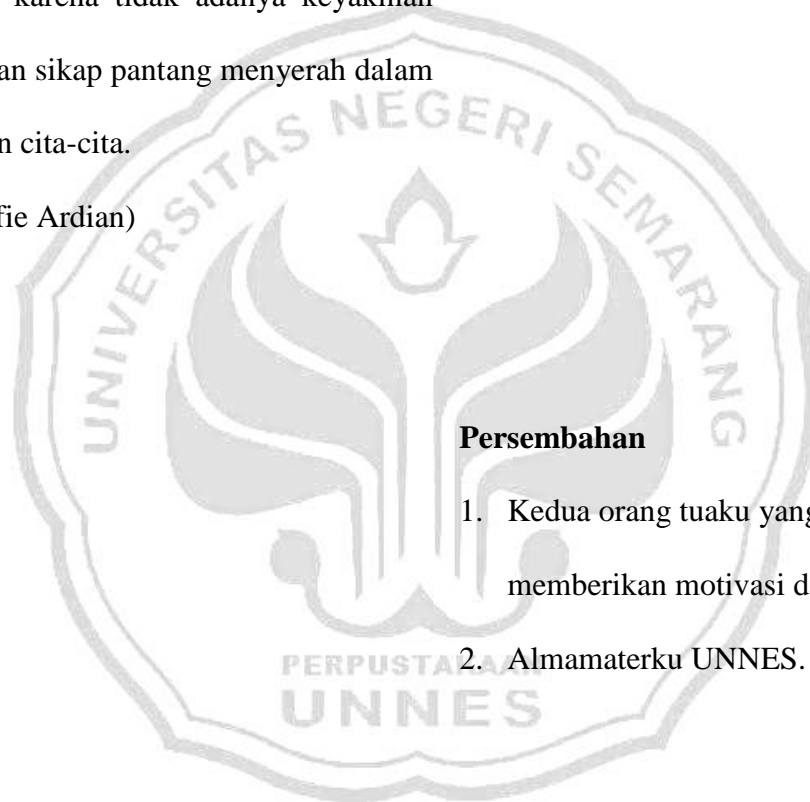 karena tidak adanya keyakinan
an sikap pantang menyerah dalam
n cita-cita.
fie Ardian)
UNIVERSITAS NEGERI SEMARANG
Persembahan
1. Kedua orang tuaku yang
memberikan motivasi d
2. Almamaterku UNNES.
PERPUSTAKAAN
UNNES